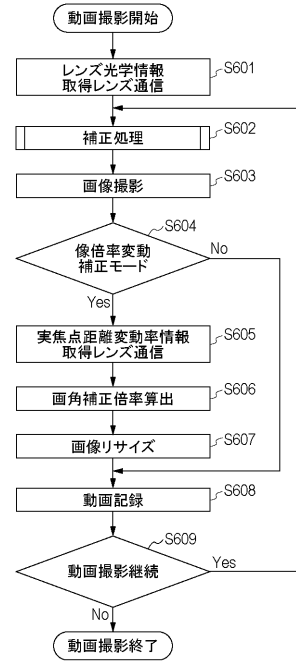 動画撮影開始
レンズ光学情報
取得レンズ通信
S601
補正処理
S602
画像撮影
S603
像倍率変動
補正モード
S604
No
Yes
実焦点距離変動率情報
取得レンズ通信
S605
画角補正倍率算出
S606
画像リサイズ
S607
動画記録
S608
動画撮影継続
S609
Yes
No
動画撮影終了